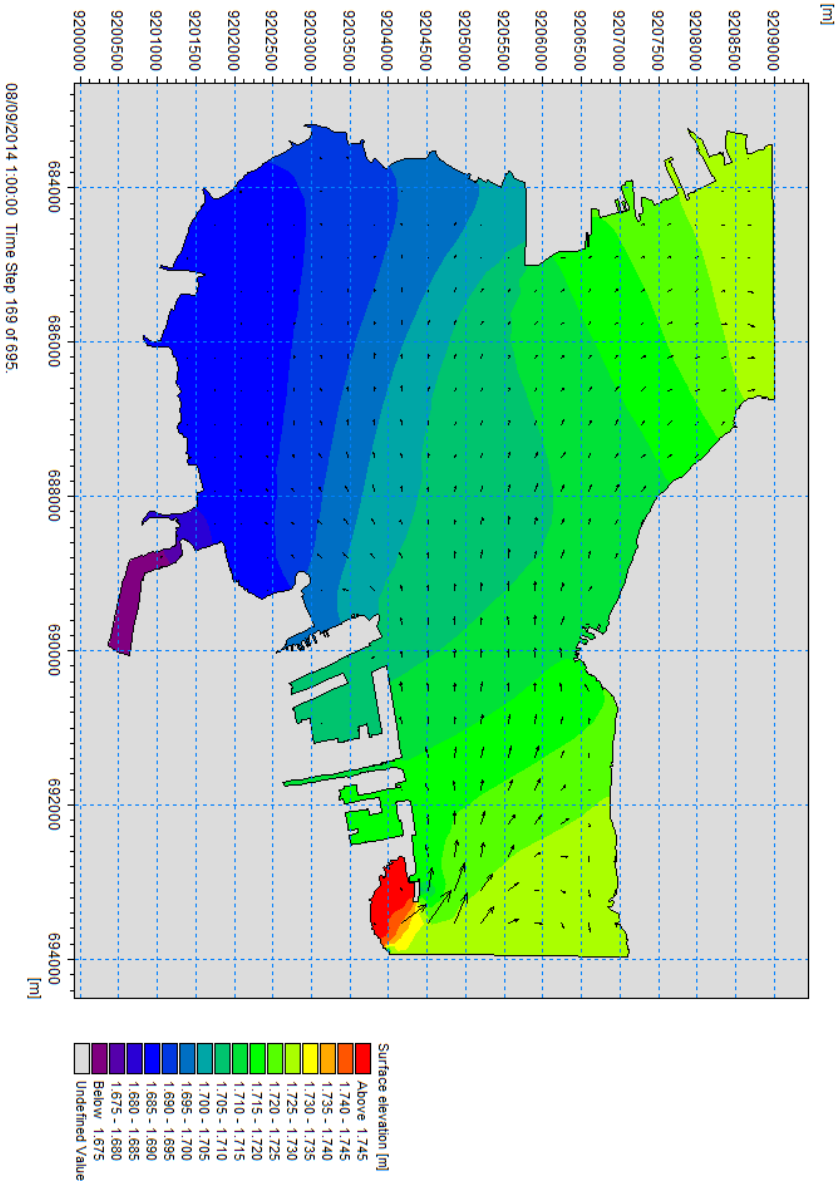 [m]
9209000
9208500
9208000
9207500
9207000
9206500
9206000
9205500
9205000
9204500
9204000
9203500
9203000
9202500
9202000
9201500
9201000
9200500
9200000
684000
686000
688000
690000
692000
694000
[m]
08/09/2014 1:00:00 Time Step 169 of 695.
Surface elevation [m]
Above 1.745
1.740 - 1.745
1.735 - 1.740
1.730 - 1.735
1.725 - 1.730
1.720 - 1.725
1.715 - 1.720
1.710 - 1.715
1.705 - 1.710
1.700 - 1.705
1.695 - 1.700
1.690 - 1.695
1.685 - 1.690
1.680 - 1.685
1.675 - 1.680
Below 1.675
Undefined Value